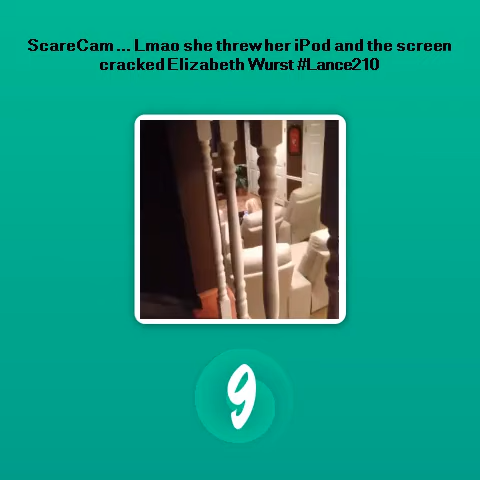 ScareCam... Lmao she threw her iPod and the screen
cracked Elizabeth Wurst #Lance210
9